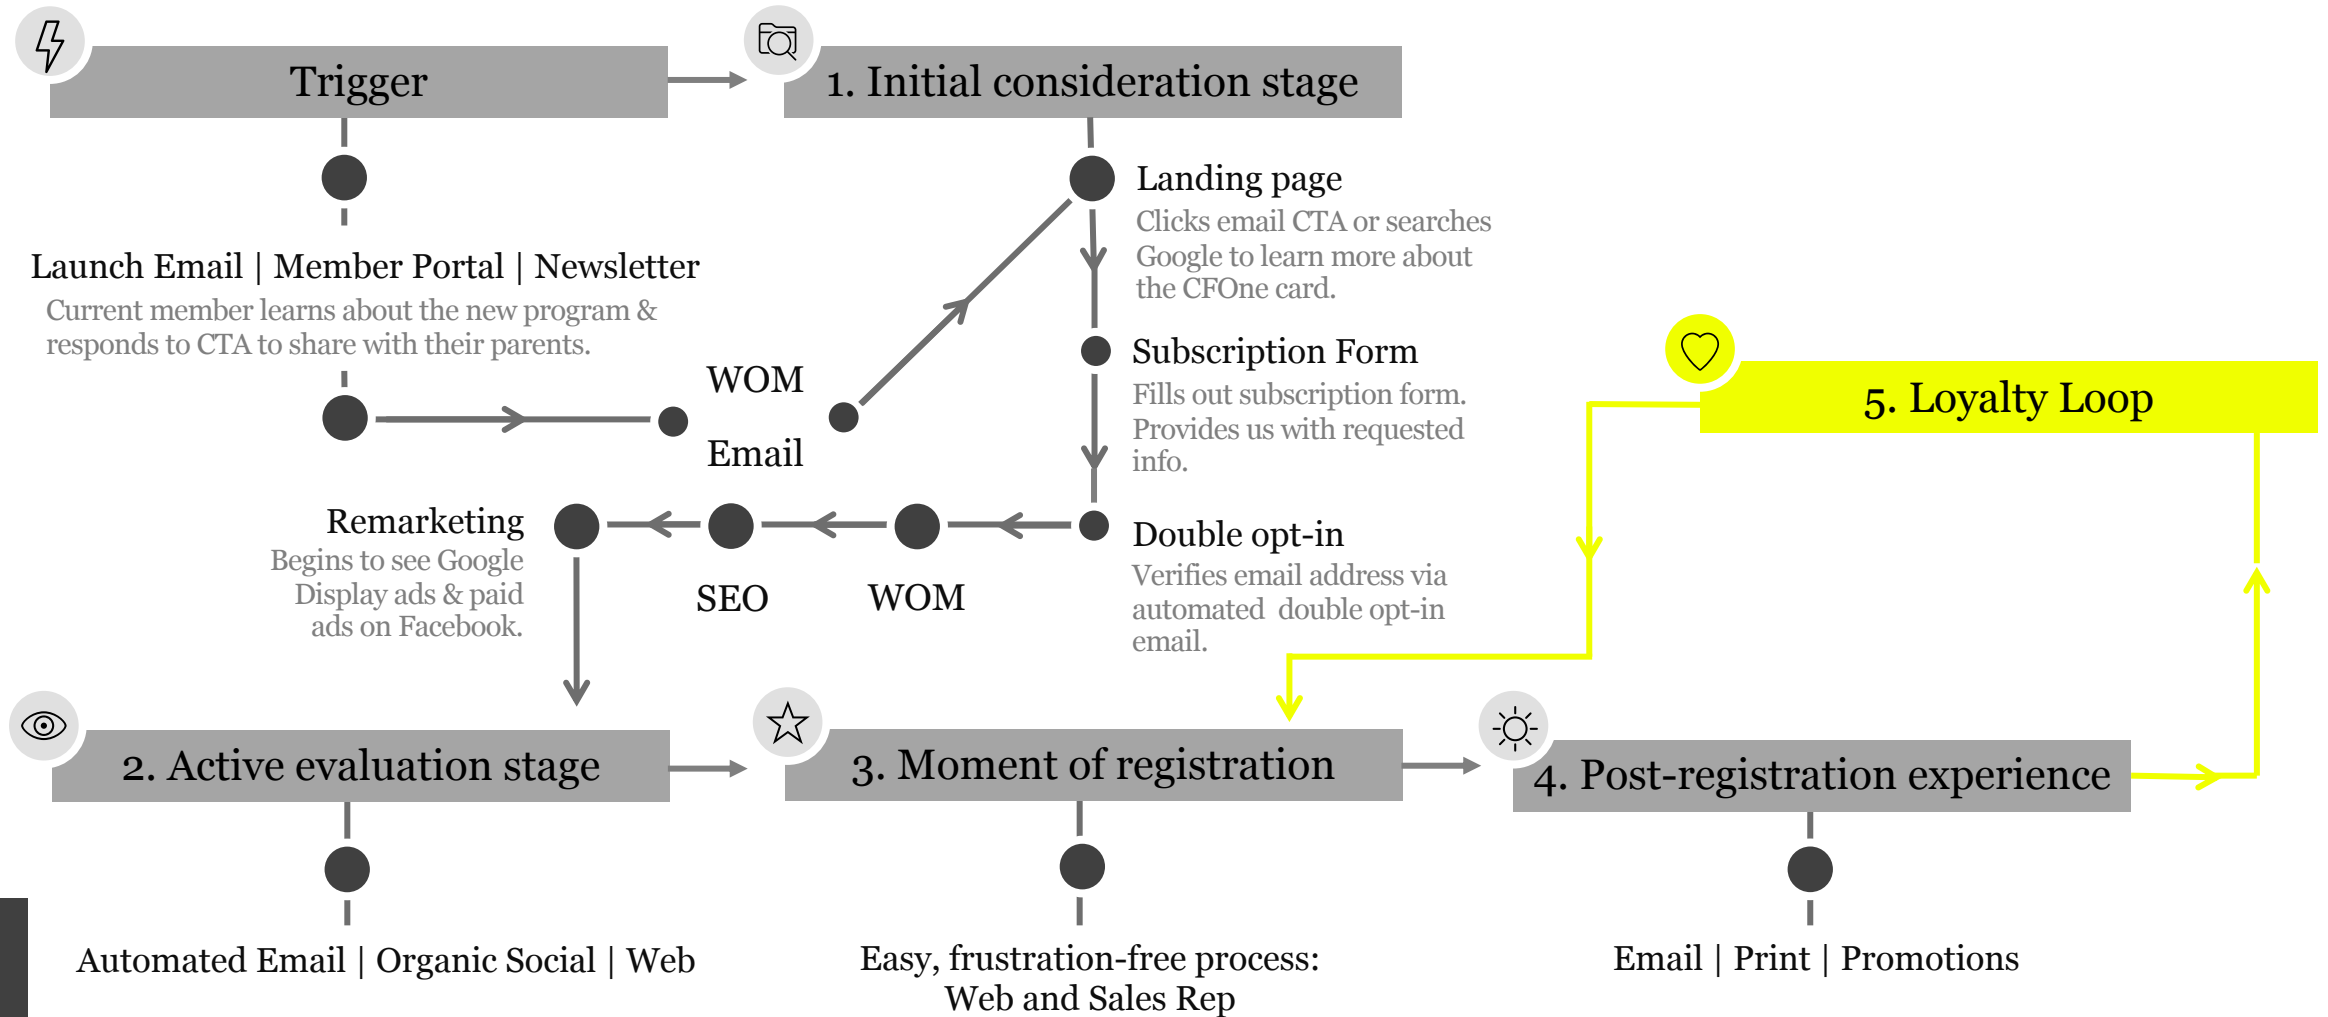 Trigger
1. Initial consideration stage
Launch Email | Member Portal | Newsletter
Current member learns about the new program &
responds to CTA to share with their parents.
WOM
Email
Landing page
Clicks email CTA or searches
Google to learn more about
the CFOne card.
Subscription Form
Fills out subscription form.
Provides us with requested
info.
Double opt-in
Verifies email address via
automated double opt-in
email.
WOM
SEO
Remarketing
Begins to see Google
Display ads & paid
ads on Facebook.
5. Loyalty Loop
2. Active evaluation stage
3. Moment of registration
4. Post-registration experience
Automated Email | Organic Social | Web
Easy, frustration-free process:
Web and Sales Rep
Email | Print | Promotions